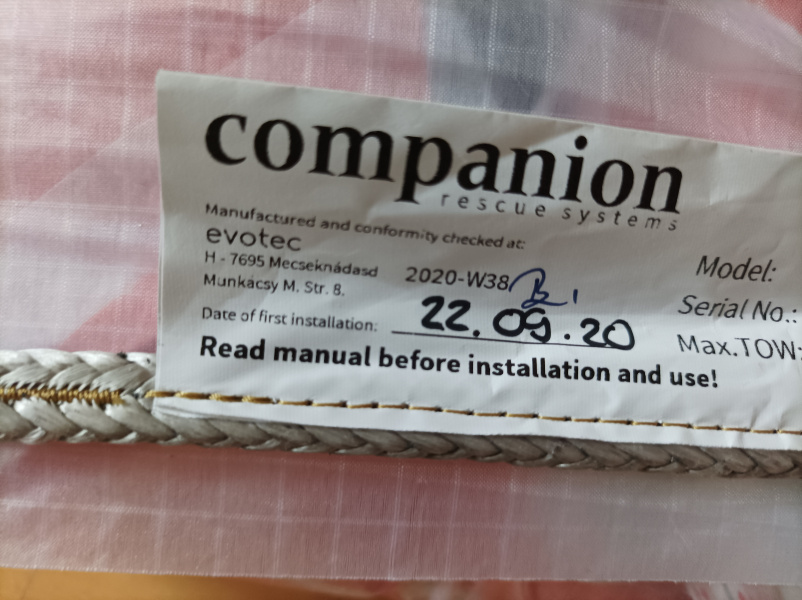 companion
rescue systems
Manufactured and conformity checked at:
evotec
H - 7695 Mecseknádasd
Munkácsy M. Str. 8.
2020-W38
Date of first installation: 22.09.20
Read manual before installation and use!
Model:
Serial No.:
Max.TOW: